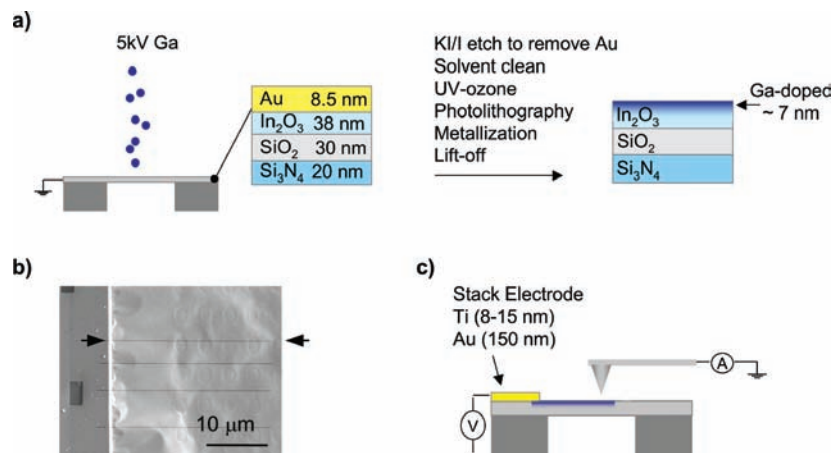 a)
5kV Ga
Au 8.5 nm
In₂O₃ 38 nm
SiO₂ 30 nm
Si₃N₄ 20 nm
KI/I etch to remove Au
Solvent clean
UV-ozone
Photolithography
Metallization
Lift-off
Ga-doped
~ 7 nm
In₂O₃
SiO₂
Si₃N₄
b)
10 μm
c)
Stack Electrode
Ti (8-15 nm)
Au (150 nm)
A
V